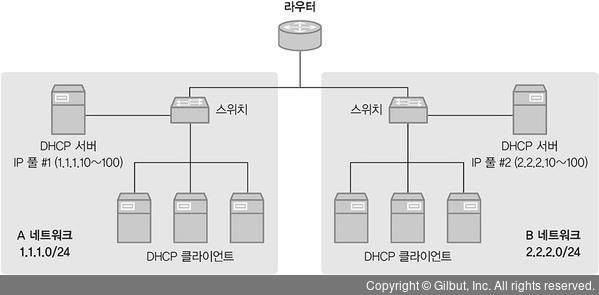 라우터
스위치
스위치
DHCP 서버
IP 풀 #1 (1.1.1.10~100)
DHCP 서버
IP 풀 #2 (2.2.2.10~100)
A 네트워크
1.1.1.0/24
DHCP 클라이언트
DHCP 클라이언트
B 네트워크
2.2.2.0/24
Copyright © Gilbut, Inc. All rights reserved.